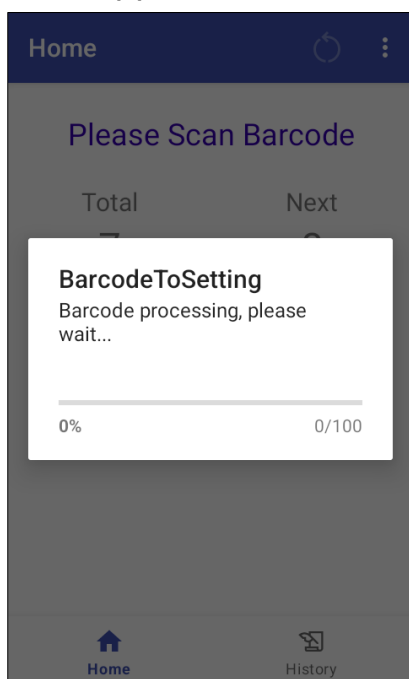 Home
Please Scan Barcode
Total Next
BarcodeToSetting
Barcode processing, please
wait...
0% 0/100
Home History